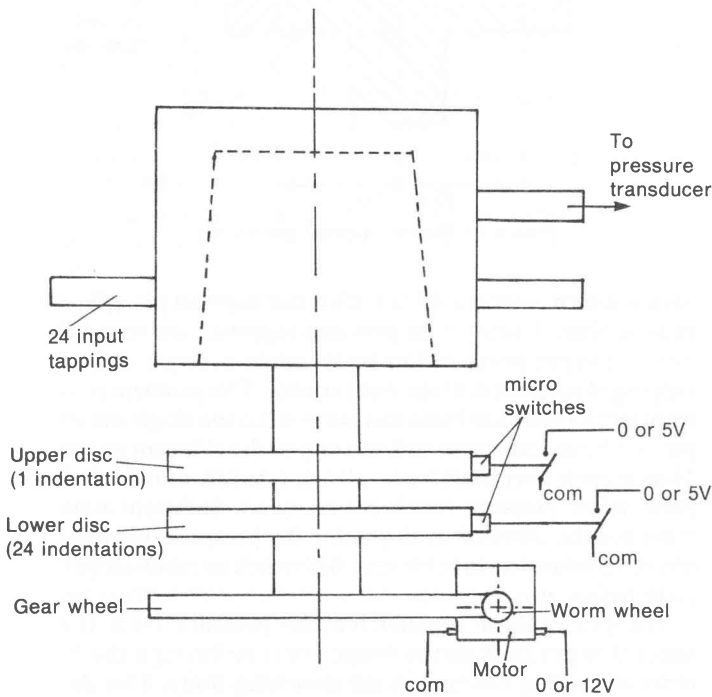 To
pressure
transducer
24 input
tappings
micro
switches
0 or 5V
Upper disc
(1 indentation)
com
0 or 5V
Lower disc
(24 indentations)
com
Gear wheel
Worm wheel
com
Motor
0 or 12V